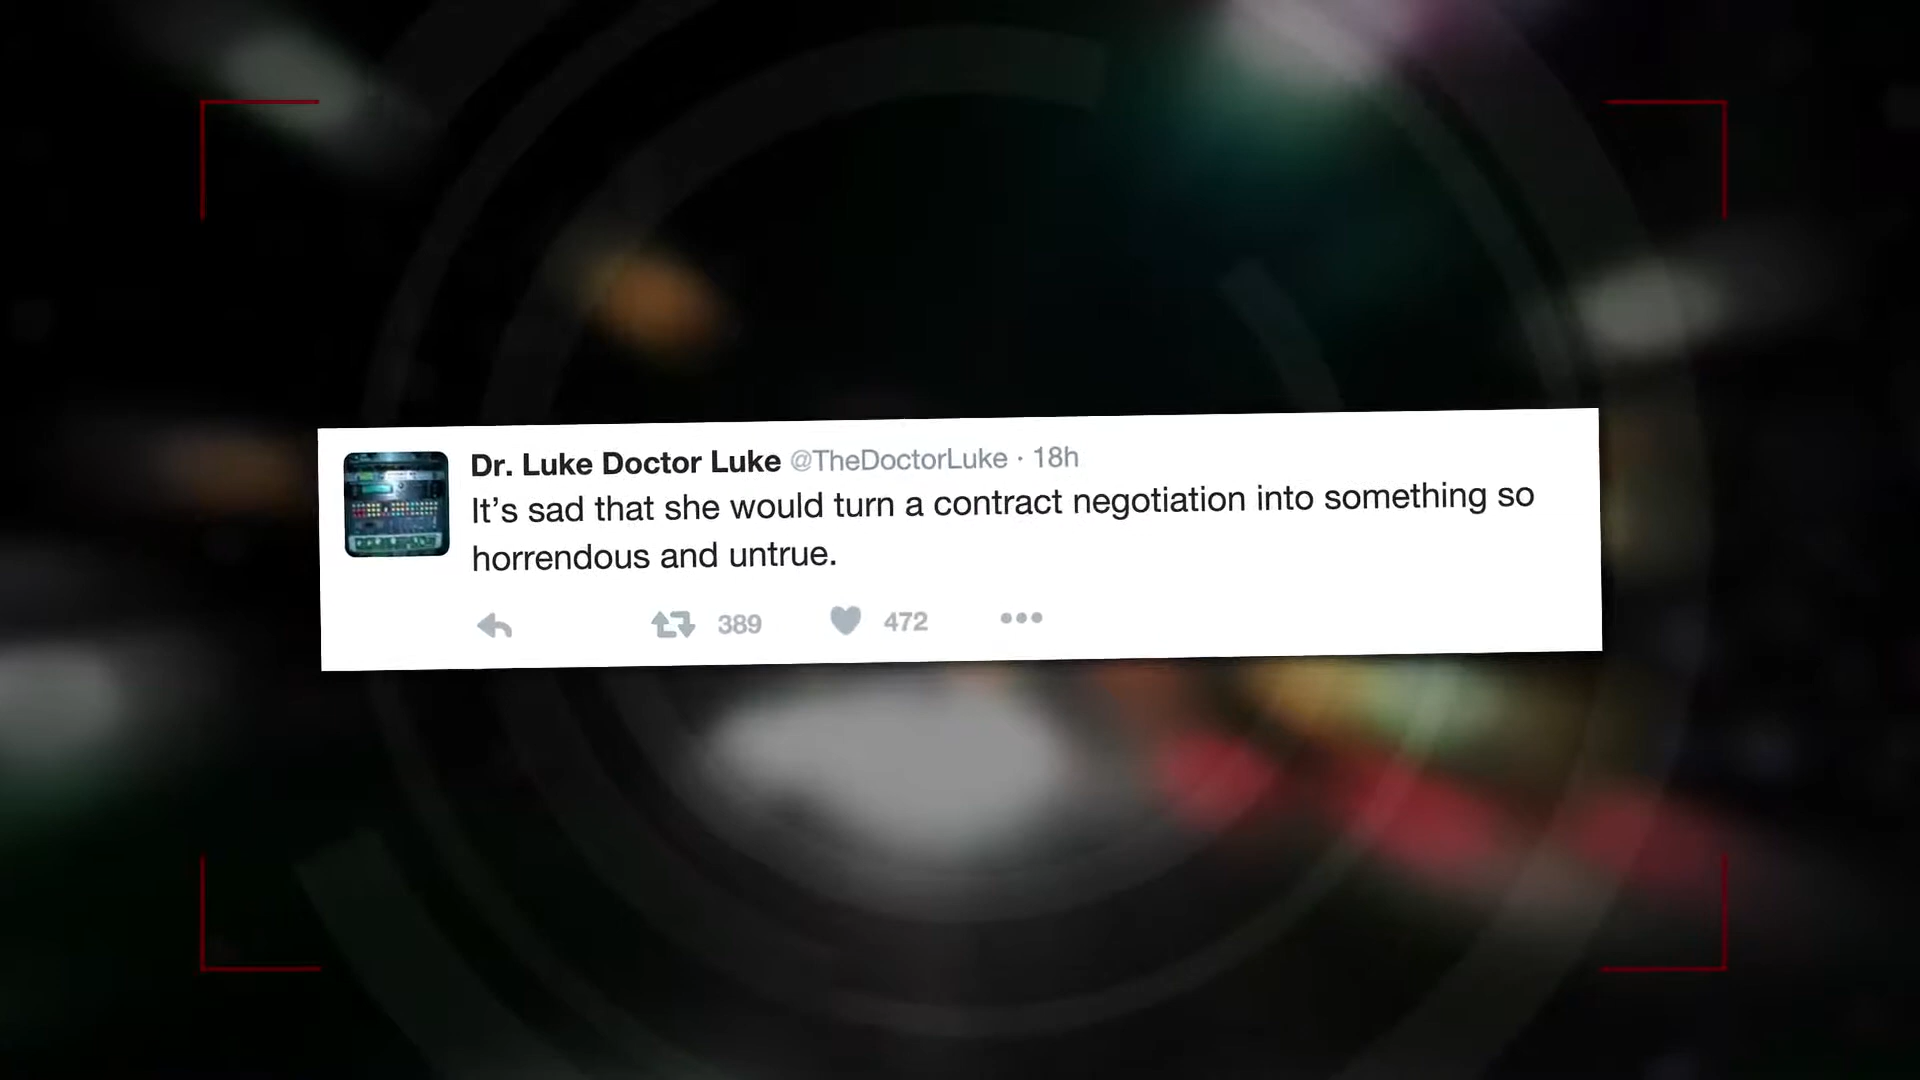 Dr. Luke Doctor Luke @TheDoctorLuke · 18h
It’s sad that she would turn a contract negotiation into something so
horrendous and untrue.
389 472